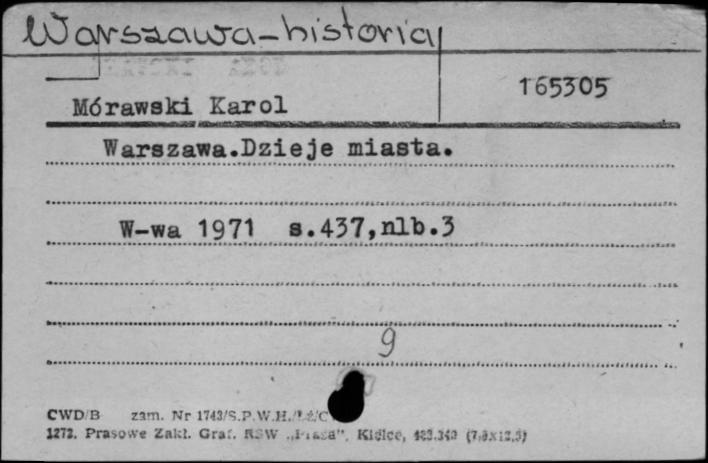 Warszawa-historia
165305
Mórawski Karol
Warszawa.Dzieje miasta.
W-wa 1971 s.437,nlb.3
9
CWD/B zam. Nr 1743/S.P.W.H.
1272. Prasowe Zakł. Graf. RSW „Prasa”, Kielce,